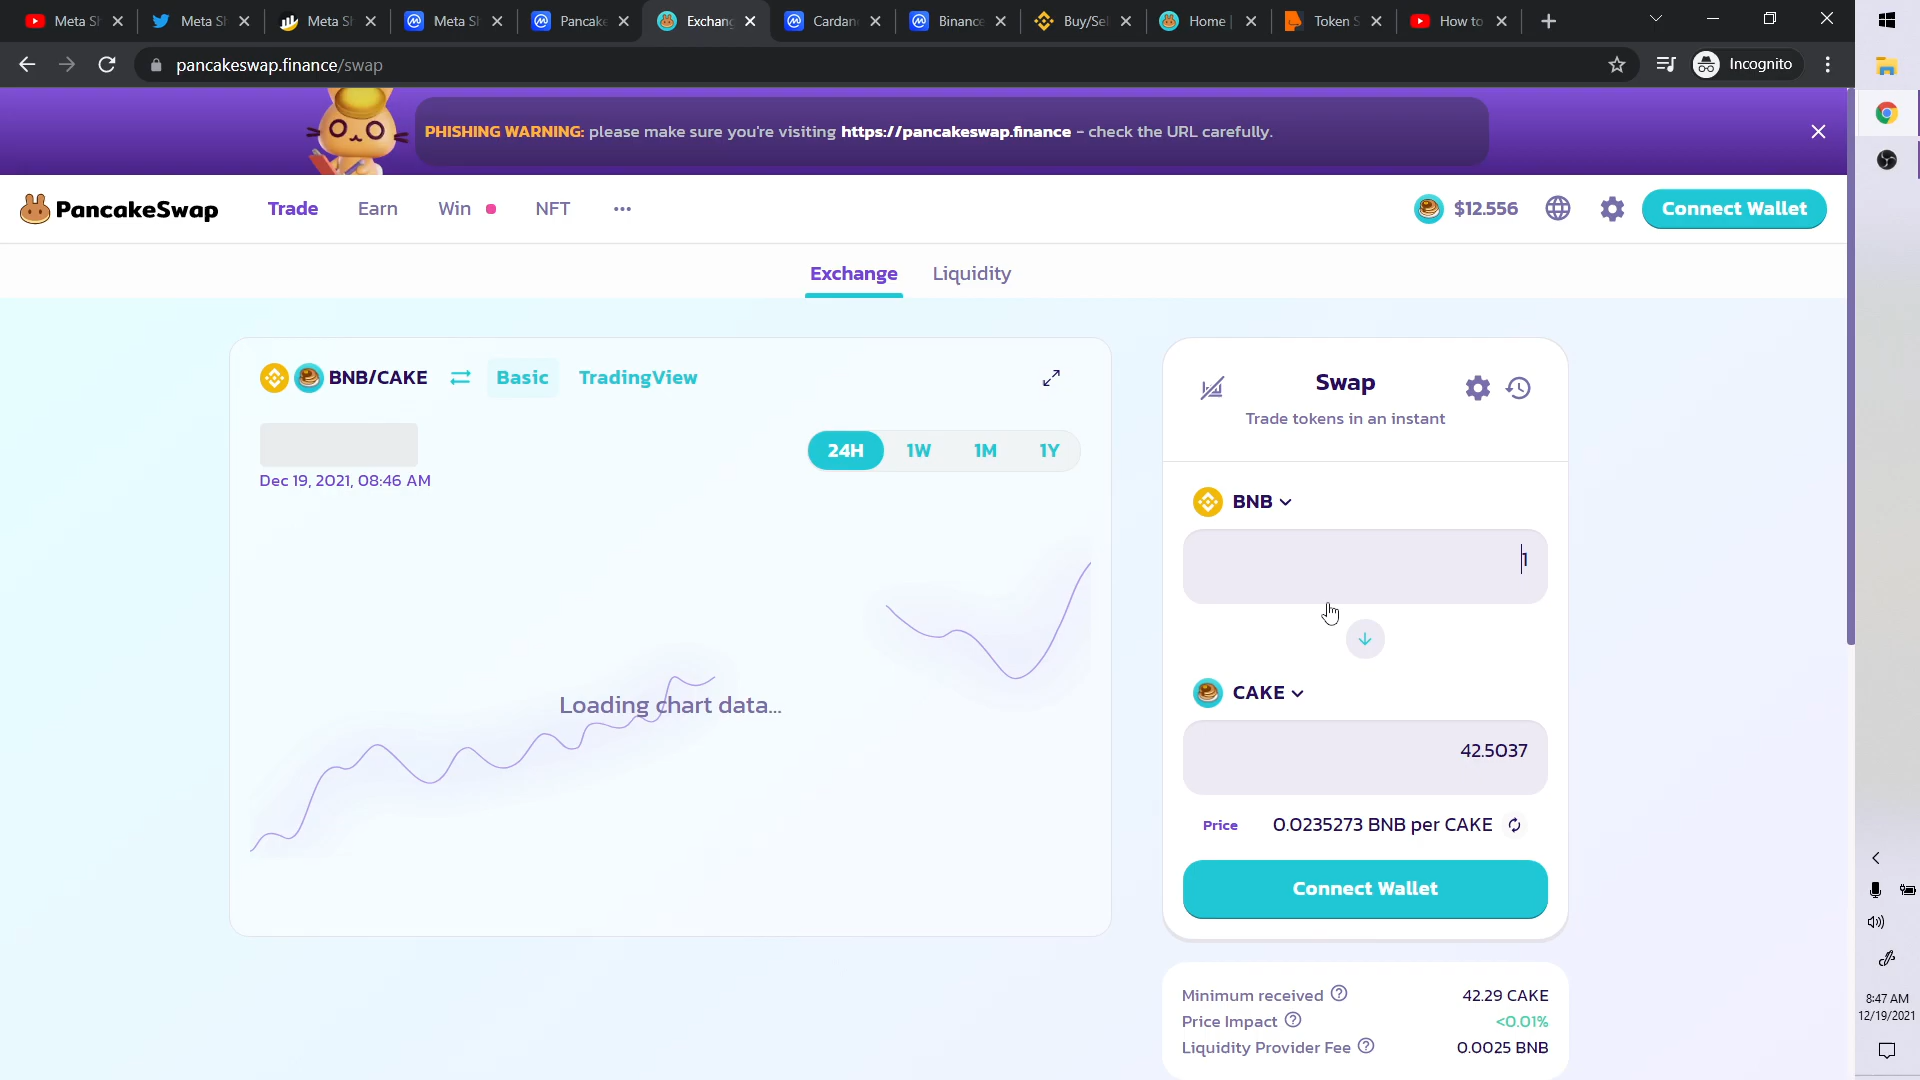 Meta S
Meta S
Meta S
Meta S
Pancake
Exchan
Cardan
Binance
Buy/Sel
Home |
Token S
How to
pancakeswap.finance/swap
Incognito
PHISHING WARNING: please make sure you're visiting https://pancakeswap.finance - check the URL carefully.
PancakeSwap
Trade
Earn
Win
NFT
$12.556
Connect Wallet
Exchange
Liquidity
BNB/CAKE
Basic
TradingView
Dec 19, 2021, 08:46 AM
24H
1W
1M
1Y
Loading chart data...
Swap
Trade tokens in an instant
BNB
1
CAKE
42.5037
Price 0.0235273 BNB per CAKE
Connect Wallet
Minimum received 42.29 CAKE
Price Impact <0.01%
Liquidity Provider Fee 0.0025 BNB
8:47 AM
12/19/2021